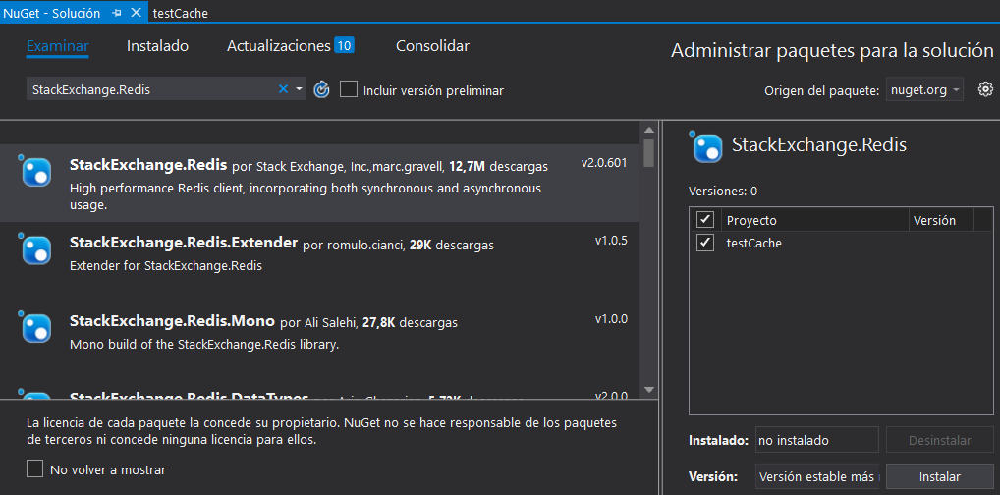 NuGet - Solución
testCache
Examinar
Instalado
Actualizaciones 10
Consolidar
Administrar paquetes para la solución
StackExchange.Redis
Incluir versión preliminar
Origen del paquete: nuget.org
StackExchange.Redis por Stack Exchange, Inc.,marc.gravell, 12,7M descargas
v2.0.601
High performance Redis client, incorporating both synchronous and asynchronous
usage.
StackExchange.Redis.Extender por romulo.cianci, 29K descargas
v1.0.5
Extender for StackExchange.Redis
StackExchange.Redis.Mono por Ali Salehi, 27,8K descargas
v1.0.0
Mono build of the StackExchange.Redis library.
StackExchange.Redis.DataTypes
v2.0.0
La licencia de cada paquete la concede su propietario. NuGet no se hace responsable de los paquetes
de terceros ni concede ninguna licencia para ellos.
No volver a mostrar
StackExchange.Redis
Versiones: 0
Proyecto
Versión
testCache
Instalado: no instalado
Desinstalar
Versión: Versión estable más
Instalar